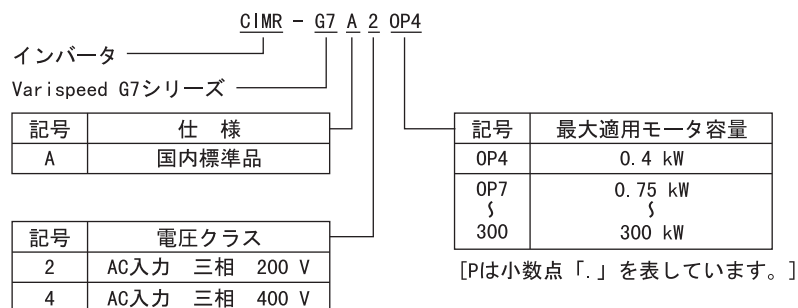 CIMR - G7 A 2 0P4
インバータ
Varispeed G7シリーズ
記号 仕 様
A 国内標準品
記号 電圧クラス
2 AC入力 三相 200 V
4 AC入力 三相 400 V
記号 最大適用モータ容量
0P4 0.4 kW
0P7 0.75 kW
〜 〜
300 300 kW
[Pは小数点「.」を表しています。]